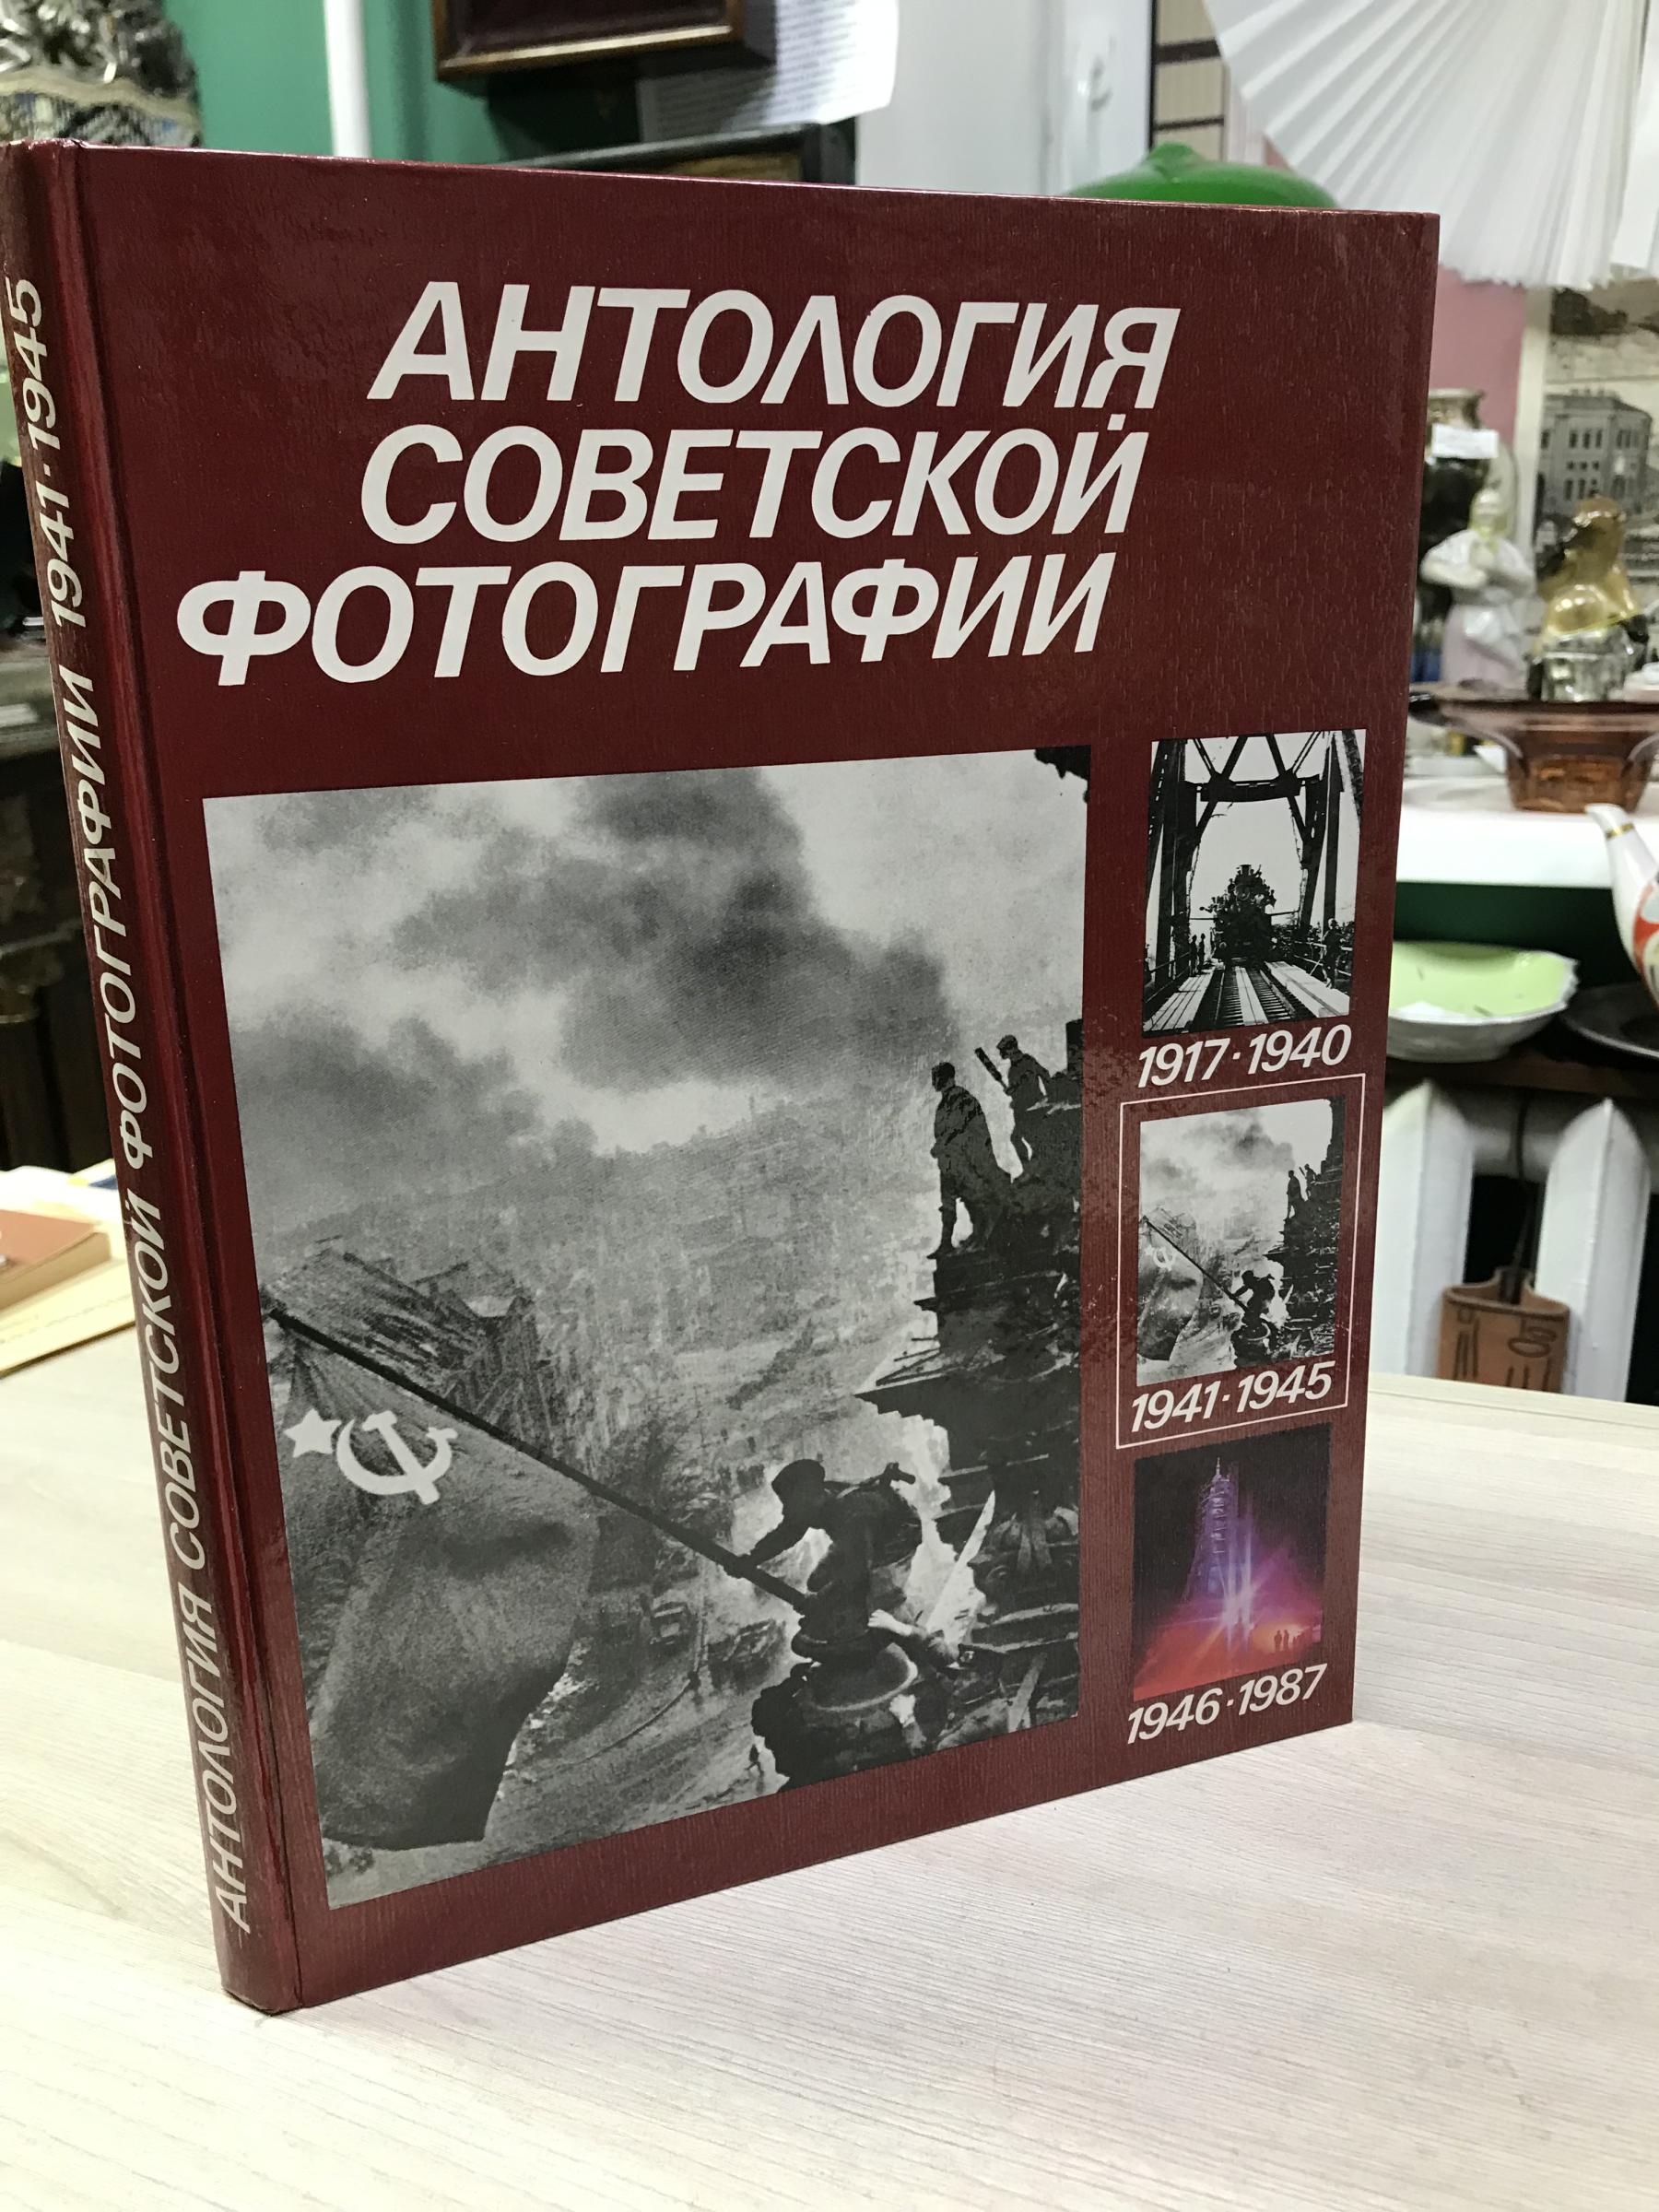 АНТОЛОГИЯ
СОВЕТСКОЙ
ФОТОГРАФИИ
1917·1940
1941·1945
1946·1987
АНТОЛОГИЯ СОВЕТСКОЙ ФОТОГРАФИИ 1941·1945